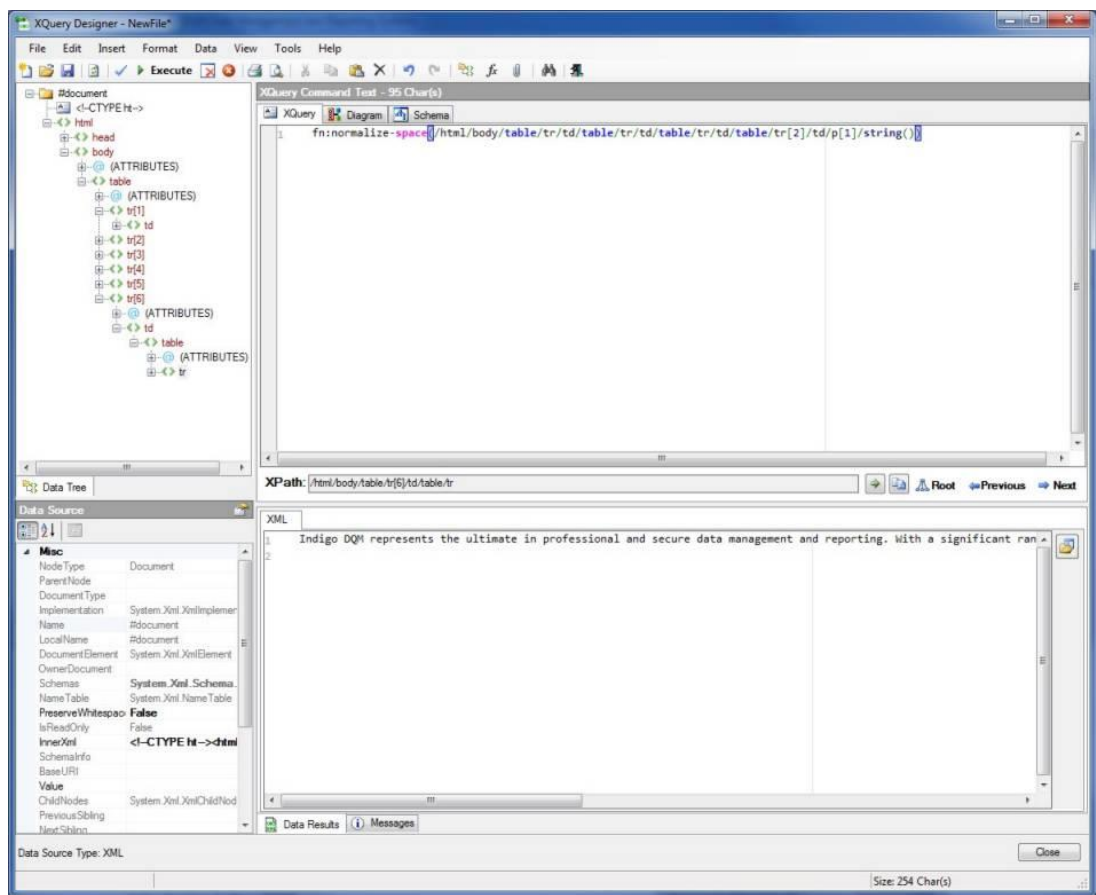 XQuery Designer - NewFile*
File Edit Insert Format Data View Tools Help
Execute
#document
<!--CTYPE ht-->
html
head
body
(ATTRIBUTES)
table
(ATTRIBUTES)
tr[1]
td
tr[2]
tr[3]
tr[4]
tr[5]
tr[6]
(ATTRIBUTES)
td
table
(ATTRIBUTES)
tr
Data Tree
XQuery Command Text - 95 Char(s)
XQuery Diagram Schema
1 fn:normalize-space(/html/body/table/tr/td/table/tr/td/table/tr/td/table/tr[2]/td/p[1]/string())
XPath: /html/body/table/tr[6]/td/table/tr
Root Previous Next
Data Source
Misc
NodeType Document
ParentNode
DocumentType
Implementation System.Xml.XmlImplemen
Name #document
LocalName #document
DocumentElement System.Xml.XmlElement
OwnerDocument
Schemas System.Xml.Schema.
NameTable System.Xml.NameTable
PreserveWhitespac False
IsReadOnly False
InnerXml <!--CTYPE ht--><html
SchemaInfo
BaseURI
Value
ChildNodes System.Xml.XmlChildNod
PreviousSibling
NextSibling
XML
1 Indigo DQM represents the ultimate in professional and secure data management and reporting. With a significant ran
2
Data Results Messages
Data Source Type: XML
Close
Size: 254 Char(s)